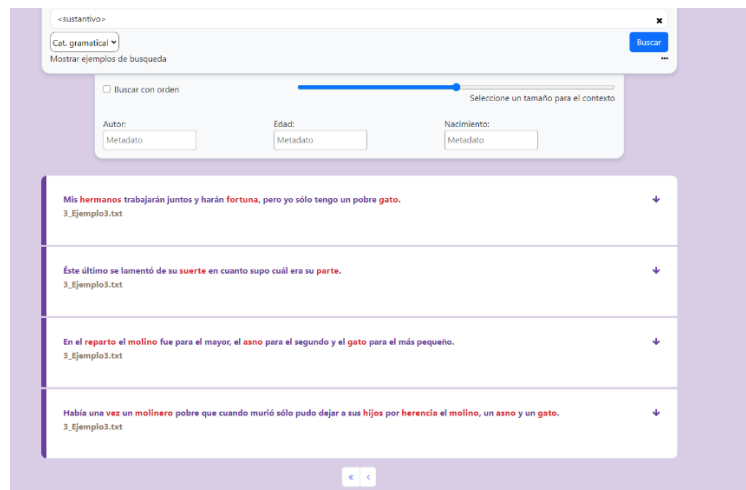 <sustantivo>
Cat. gramatical
Buscar
Mostrar ejemplos de busqueda
Buscar con orden
Seleccione un tamaño para el contexto
Autor:
Edad:
Nacimiento:
Metadato
Metadato
Metadato
Mis hermanos trabajarán juntos y harán fortuna, pero yo sólo tengo un pobre gato.
3_Ejemplo3.txt
Éste último se lamentó de su suerte en cuanto supo cuál era su parte.
3_Ejemplo3.txt
En el reparto el molino fue para el mayor, el asno para el segundo y el gato para el más pequeño.
3_Ejemplo3.txt
Había una vez un molinero pobre que cuando murió sólo pudo dejar a sus hijos por herencia el molino, un asno y un gato.
3_Ejemplo3.txt
« ‹